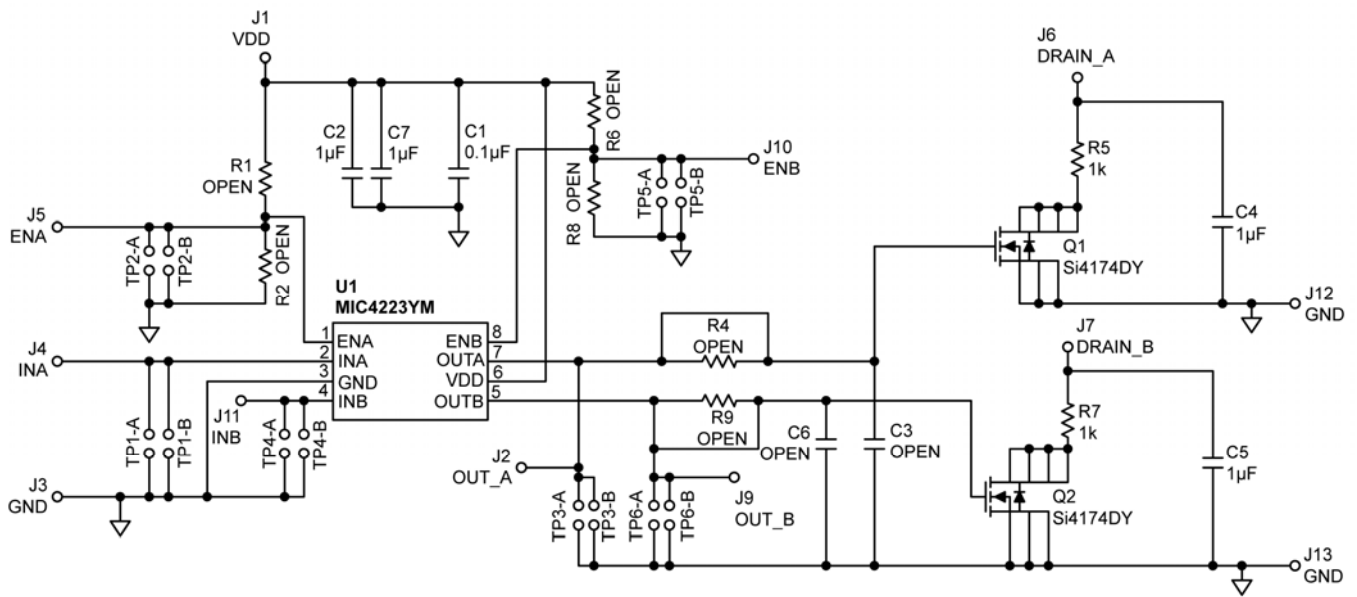 J1
VDD
J6
DRAIN_A
C2
1µF
C7
1µF
C1
0.1µF
OPEN
R6
R1
OPEN
J10
ENB
R5
1k
R8 OPEN
TP5-A
TP5-B
J5
ENA
TP2-A
TP2-B
R2 OPEN
C4
1µF
Q1
Si4174DY
U1
MIC4223YM
J12
GND
J4
INA
1 ENA
2 INA
3 GND
4 INB
ENB 8
OUTA 7
VDD 6
OUTB 5
R4
OPEN
J7
DRAIN_B
J11
INB
R9
OPEN
C6
OPEN
C3
OPEN
R7
1k
TP1-A
TP1-B
TP4-A
TP4-B
J3
GND
J2
OUT_A
TP3-A
TP3-B
TP6-A
TP6-B
J9
OUT_B
C5
1µF
Q2
Si4174DY
J13
GND